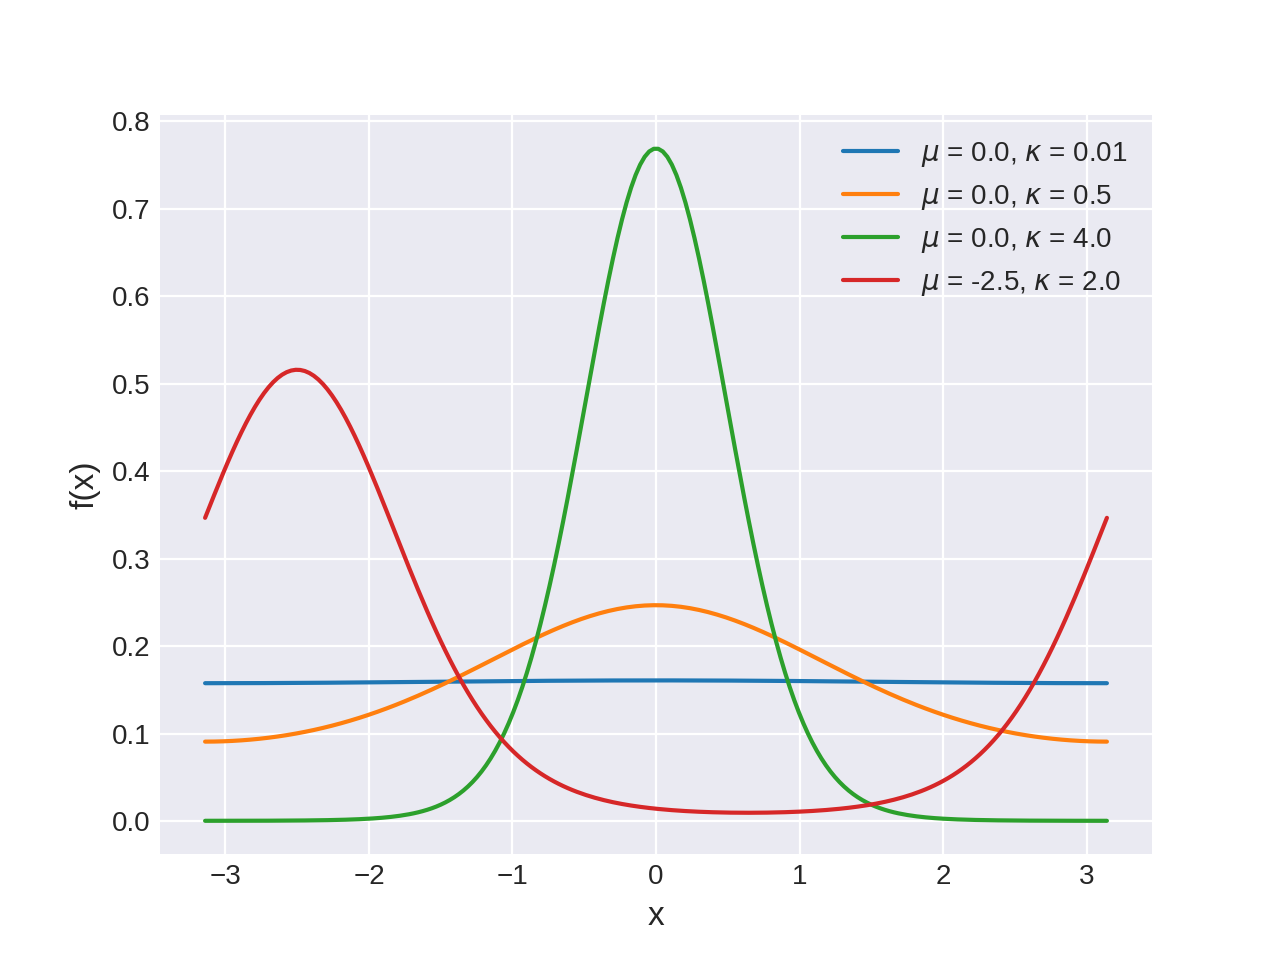 0.8
0.7
0.6
0.5
0.4
0.3
0.2
0.1
0.0
f(x)
μ = 0.0, κ = 0.01
μ = 0.0, κ = 0.5
μ = 0.0, κ = 4.0
μ = -2.5, κ = 2.0
−3 −2 −1 0 1 2 3
x